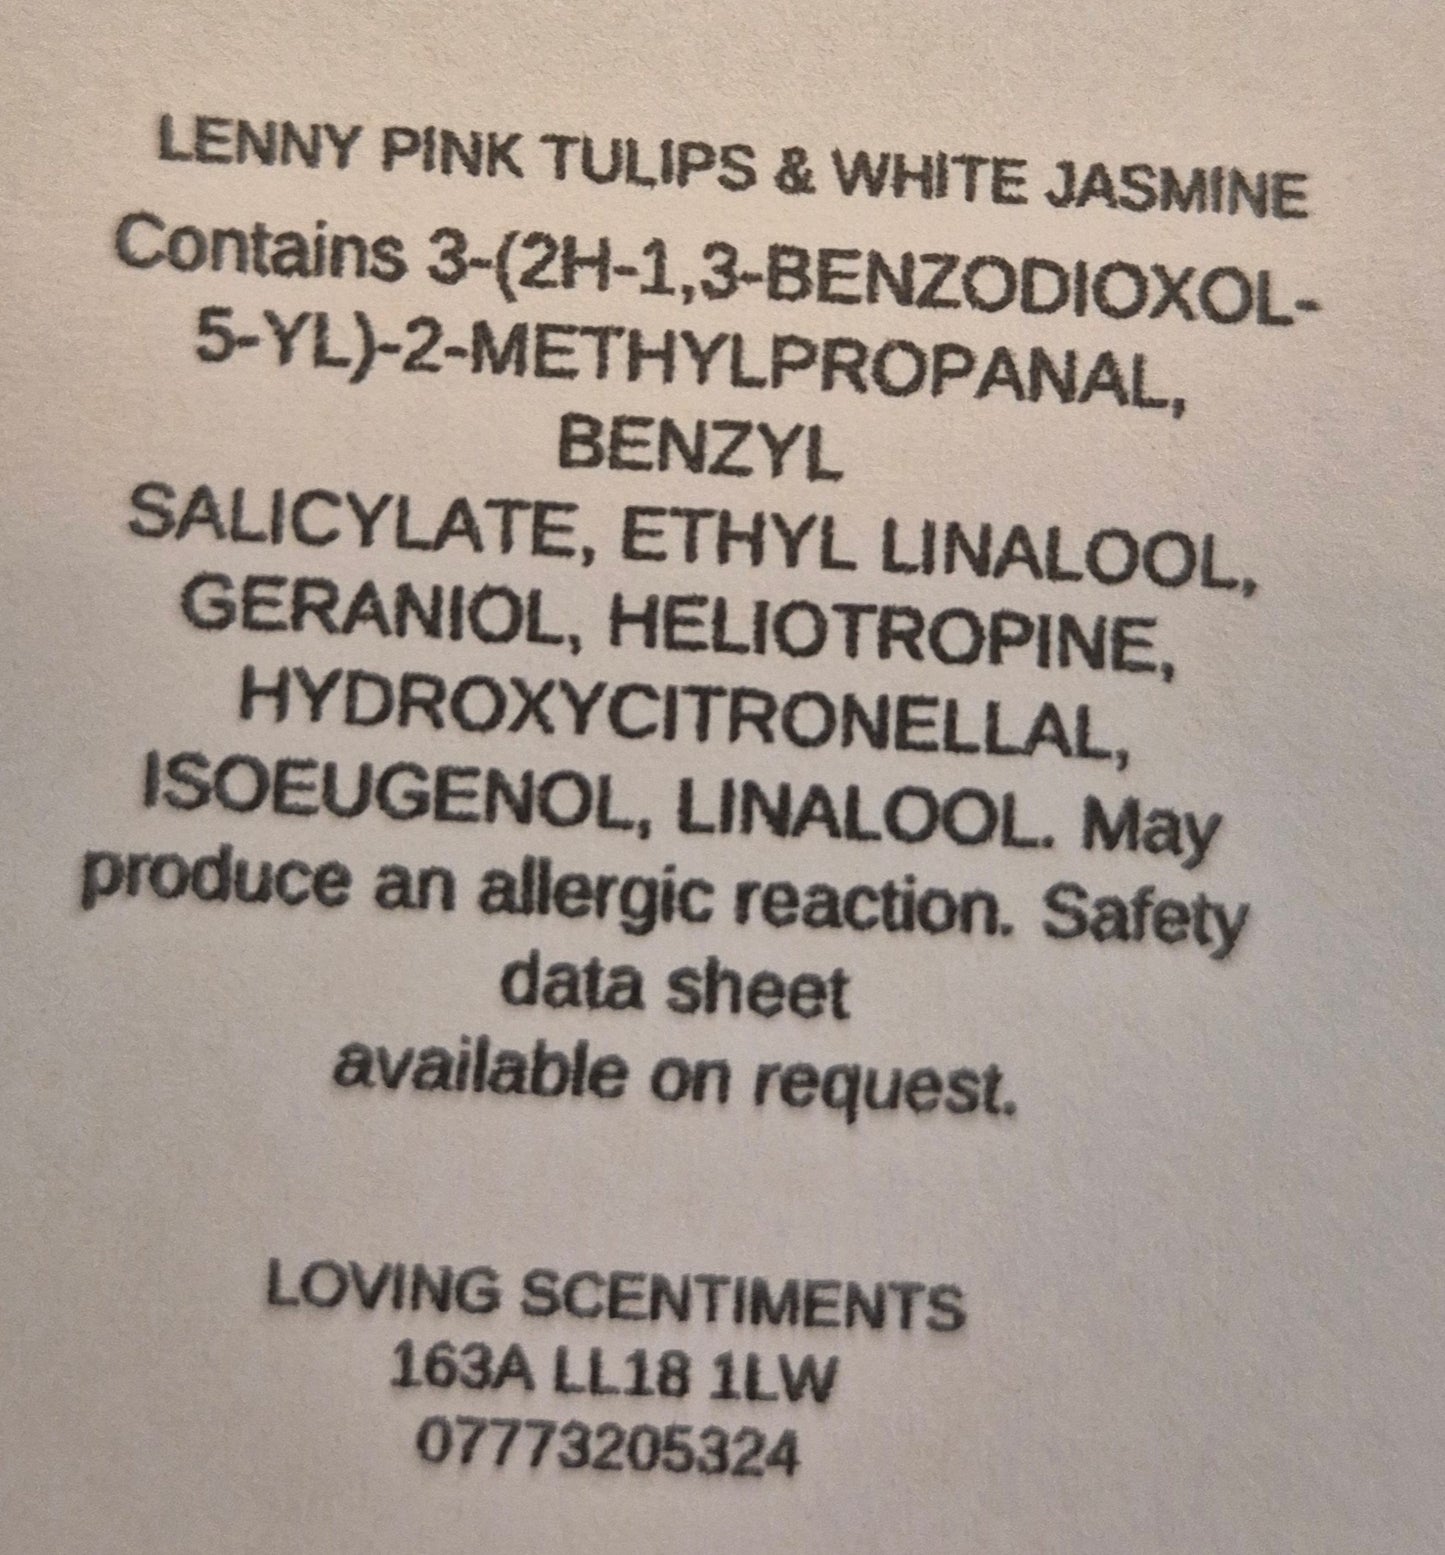 LENNY PINK TULIPS & WHITE JASMINE
Contains 3-(2H-1,3-BENZODIOXOL-
5-YL)-2-METHYLPROPANAL,
BENZYL
SALICYLATE, ETHYL LINALOOL,
GERANIOL, HELIOTROPINE,
HYDROXYCITRONELLAL,
ISOEUGENOL, LINALOOL. May
produce an allergic reaction. Safety
data sheet
available on request.
LOVING SCENTIMENTS
163A LL18 1LW
07773205324